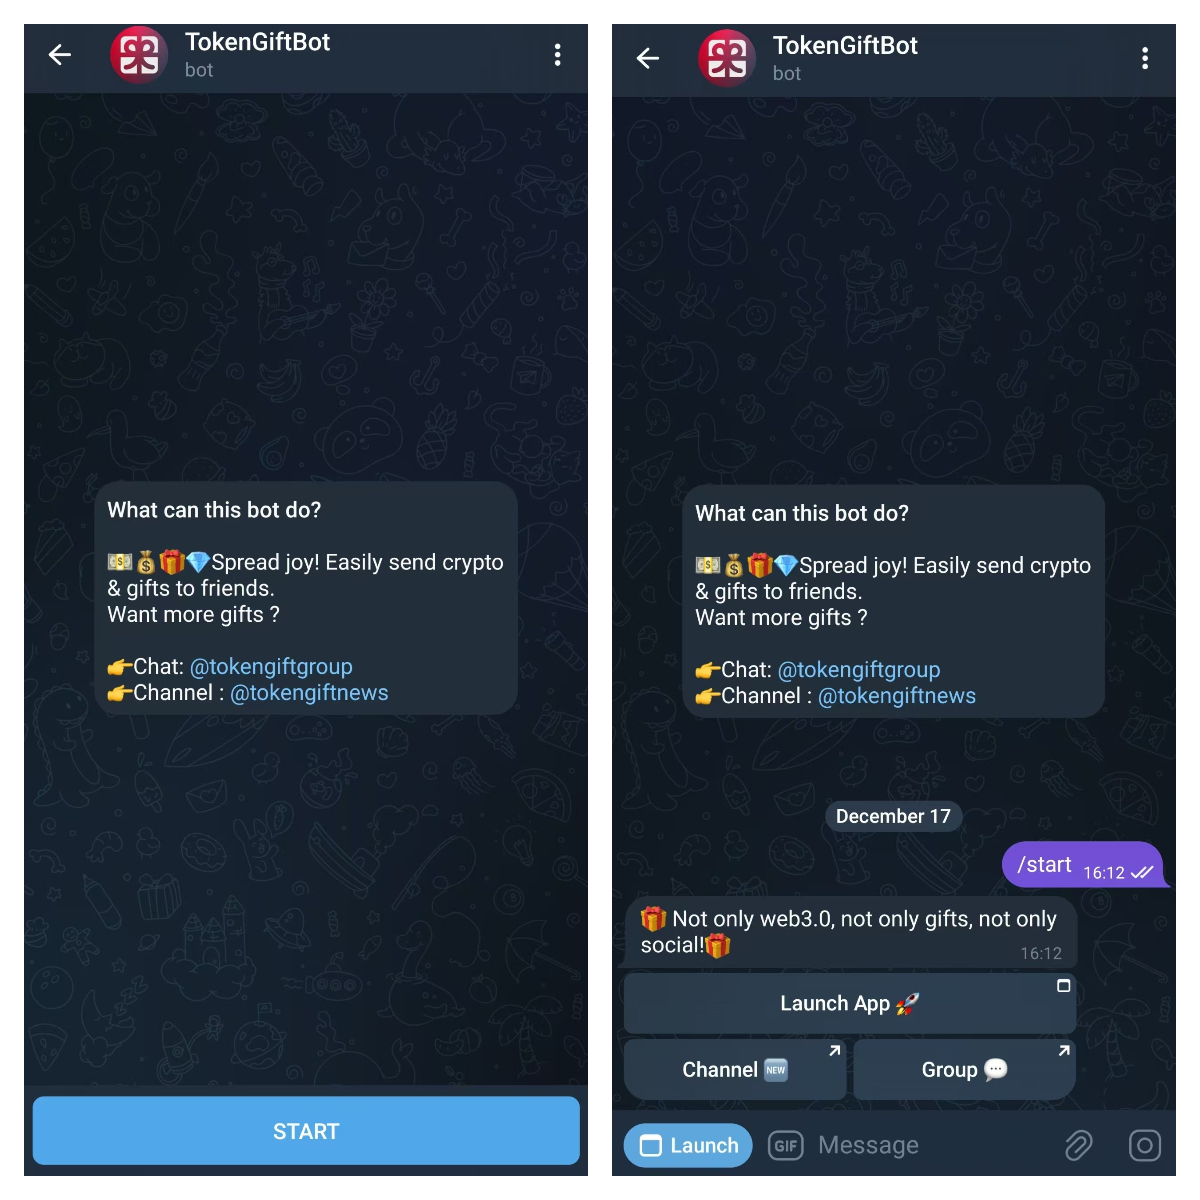 TokenGiftBot
bot
What can this bot do?
💵💰🎁💎Spread joy! Easily send crypto
& gifts to friends.
Want more gifts ?
👉Chat: @tokengiftgroup
👉Channel : @tokengiftnews
START
TokenGiftBot
bot
What can this bot do?
💵💰🎁💎Spread joy! Easily send crypto
& gifts to friends.
Want more gifts ?
👉Chat: @tokengiftgroup
👉Channel : @tokengiftnews
December 17
/start 16:12
🎁 Not only web3.0, not only gifts, not only
social!🎁 16:12
Launch App 🚀
Channel 🆕
Group 💬
Launch GIF Message